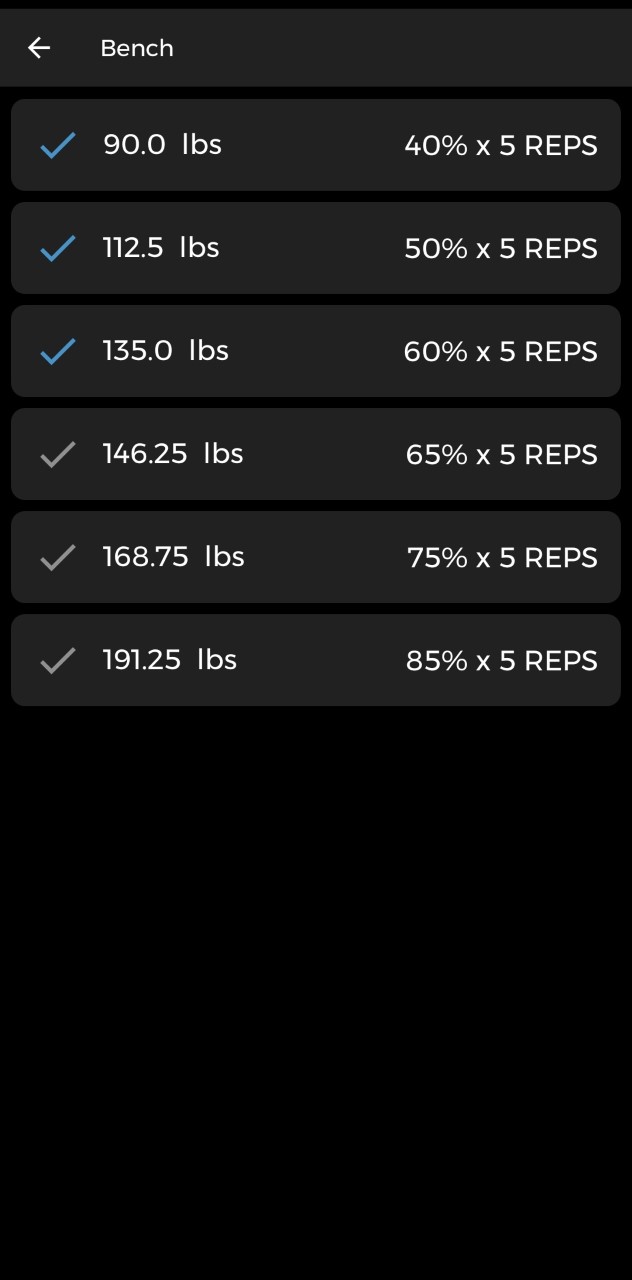 Bench
90.0 lbs 40% x 5 REPS
112.5 lbs 50% x 5 REPS
135.0 lbs 60% x 5 REPS
146.25 lbs 65% x 5 REPS
168.75 lbs 75% x 5 REPS
191.25 lbs 85% x 5 REPS